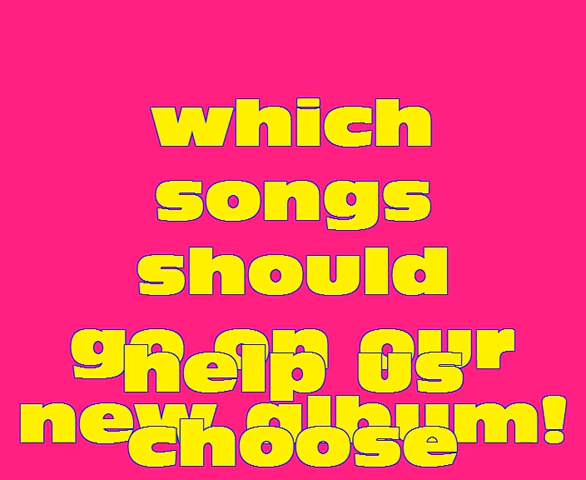 which
songs
should
go on our
help us
new album!
choose